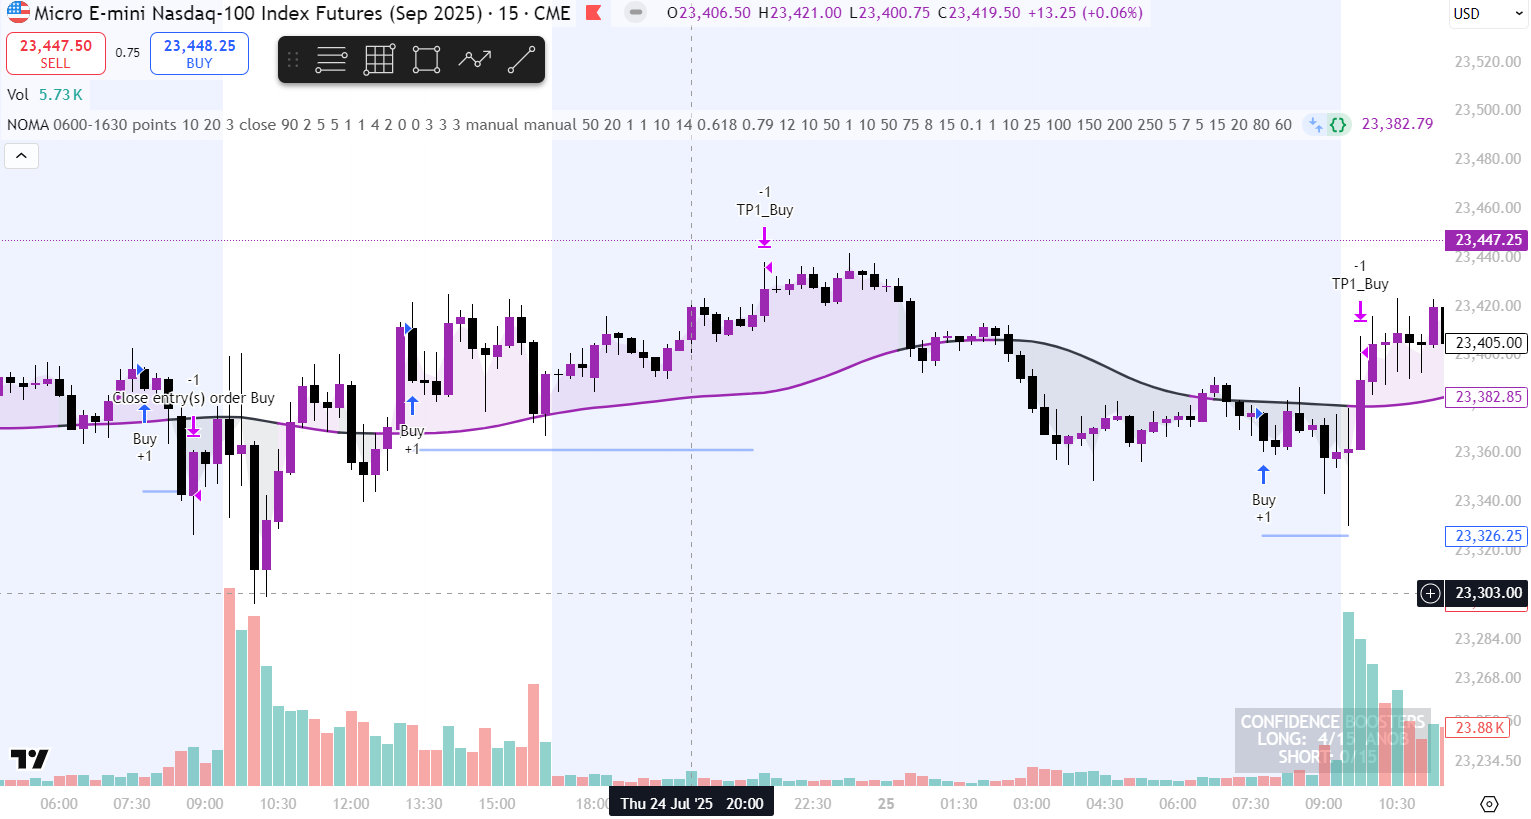 Micro E-mini Nasdaq-100 Index Futures (Sep 2025) · 15 · CME
O23,406.50 H23,421.00 L23,400.75 C23,419.50 +13.25 (+0.06%)
USD
23,447.50
SELL
0.75
23,448.25
BUY
Vol 5.73 K
NOMA 0600-1630 points 10 20 3 close 90 2 5 5 1 1 4 2 0 0 3 3 3 manual manual 50 20 1 1 10 14 0.618 0.79 12 10 50 1 10 50 75 8 15 0.1 1 10 25 100 150 200 250 5 7 5 15 20 80 60 {} 23,382.79
23,520.00
23,500.00
23,480.00
23,460.00
23,447.25
23,440.00
23,420.00
23,405.00
23,382.85
23,360.00
23,340.00
23,326.25
23,320.00
23,303.00
23,284.00
23,268.00
23.88 K
23,234.50
-1
TP1_Buy
-1
TP1_Buy
-1
Close entry(s) order Buy
Buy
+1
Buy
+1
Buy
+1
CONFIDENCE BOOSTERS
LONG: 4/15
SHORT: 0/15
06:00
07:30
09:00
10:30
12:00
13:30
15:00
18:00
Thu 24 Jul '25 20:00
22:30
25
01:30
03:00
04:30
06:00
07:30
09:00
10:30